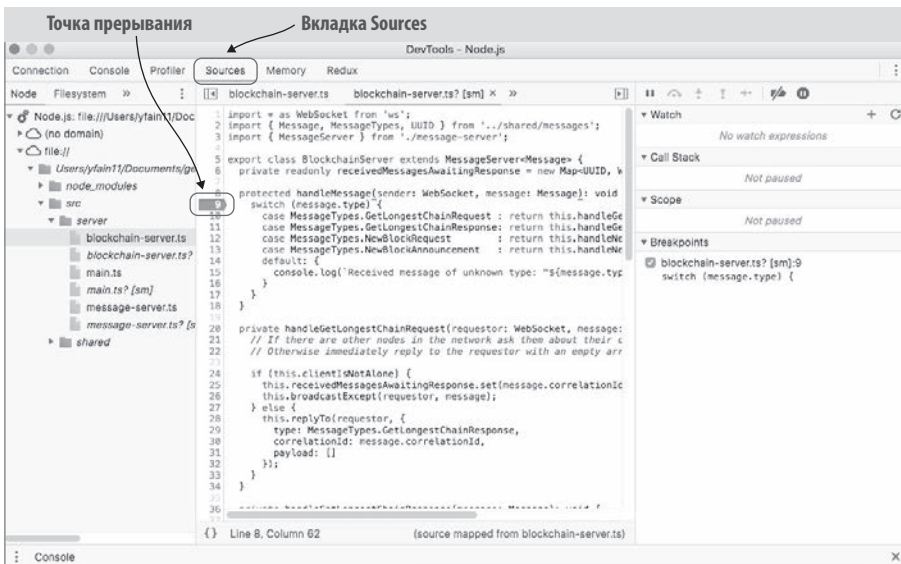 Точка прерывания
Вкладка Sources
DevTools - Node.js
Connection Console Profiler Sources Memory Redux
Node Filesystem »
Node.js: file:///Users/yfain11/Doc
(no domain)
file://
Users/yfain11/Documents/ge
node_modules
src
server
blockchain-server.ts
blockchain-server.ts?
main.ts
main.ts? [sm]
message-server.ts
message-server.ts? [s
shared
blockchain-server.ts blockchain-server.ts? [sm] × »
1 import * as WebSocket from 'ws';
2 import { Message, MessageTypes, UUID } from '../shared/messages';
3 import { MessageServer } from './message-server';
4
5 export class BlockchainServer extends MessageServer<Message> {
6 private readonly receivedMessagesAwaitingResponse = new Map<UUID, W
7
8 protected handleMessage(sender: WebSocket, message: Message): void
9 switch (message.type) {
10 case MessageTypes.GetLongestChainRequest : return this.handleGe
11 case MessageTypes.GetLongestChainResponse: return this.handleGe
12 case MessageTypes.NewBlockRequest : return this.handleNe
13 case MessageTypes.NewBlockAnnouncement : return this.handleNe
14 default: {
15 console.log(`Received message of unknown type: "${message.typ
16 }
17 }
18 }
19
20 private handleGetLongestChainRequest(requestor: WebSocket, message:
21 // If there are other nodes in the network ask them about their c
22 // Otherwise immediately reply to the requestor with an empty arr
23
24 if (this.clientIsNotAlone) {
25 this.receivedMessagesAwaitingResponse.set(message.correlationId
26 this.broadcastExcept(requestor, message);
27 } else {
28 this.replyTo(requestor, {
29 type: MessageTypes.GetLongestChainResponse,
30 correlationId: message.correlationId,
31 payload: []
32 });
33 }
34 }
35
36
{} Line 8, Column 62 (source mapped from blockchain-server.ts)
Watch
No watch expressions
Call Stack
Not paused
Scope
Not paused
Breakpoints
blockchain-server.ts? [sm]:9
switch (message.type) {
Console